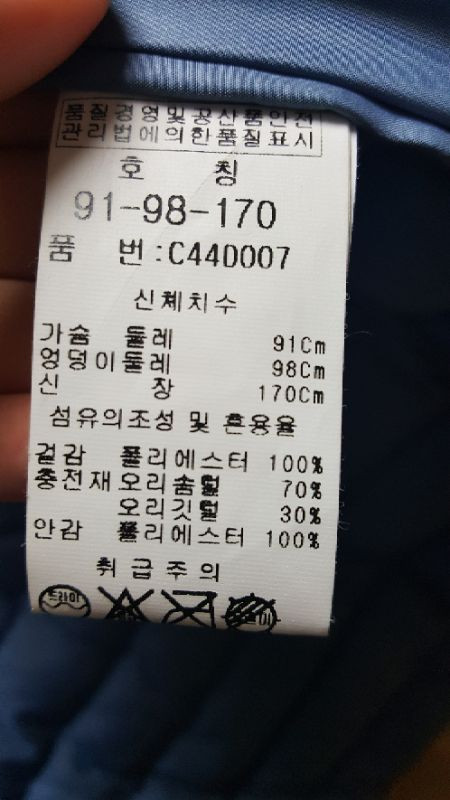 품질경영및공산품안전
관리법에의한품질표시
호 칭
91-98-170
품 번:C440007
신체치수
가슴 둘레 91Cm
엉덩이둘레 98Cm
신 장 170Cm
섬유의조성 및 혼용율
겉감 폴리에스터 100%
충전재 오리솜털 70%
오리깃털 30%
안감 폴리에스터 100%
취급주의
드라이